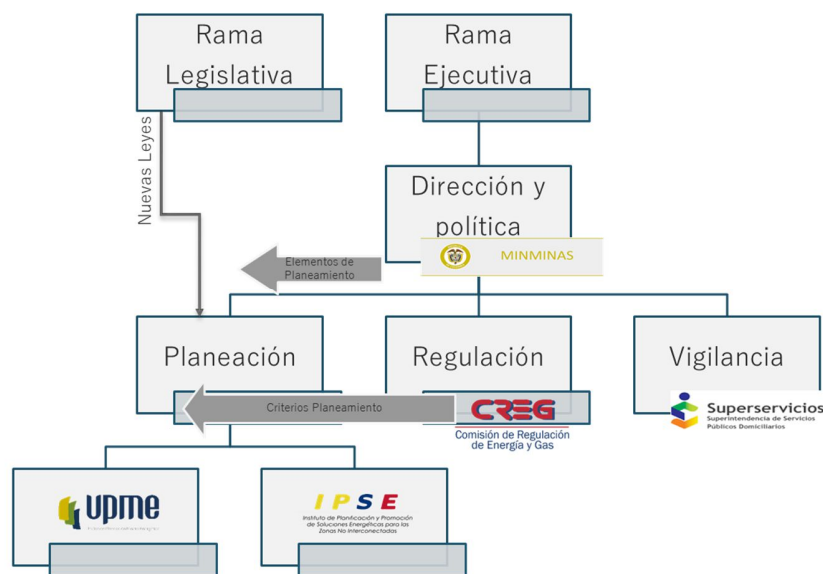 Rama
Legislativa
Rama
Ejecutiva
Nuevas Leyes
Dirección y
política
MINMINAS
Elementos de
Planeamiento
Planeación
Regulación
Vigilancia
Criterios Planeamiento
CREG
Comisión de Regulación
de Energía y Gas
Superservicios
Superintendencia de Servicios
Públicos Domiciliarios
upme
IPSE
Instituto de Planificación y Promoción
de Soluciones Energéticas para las
Zonas No Interconectadas